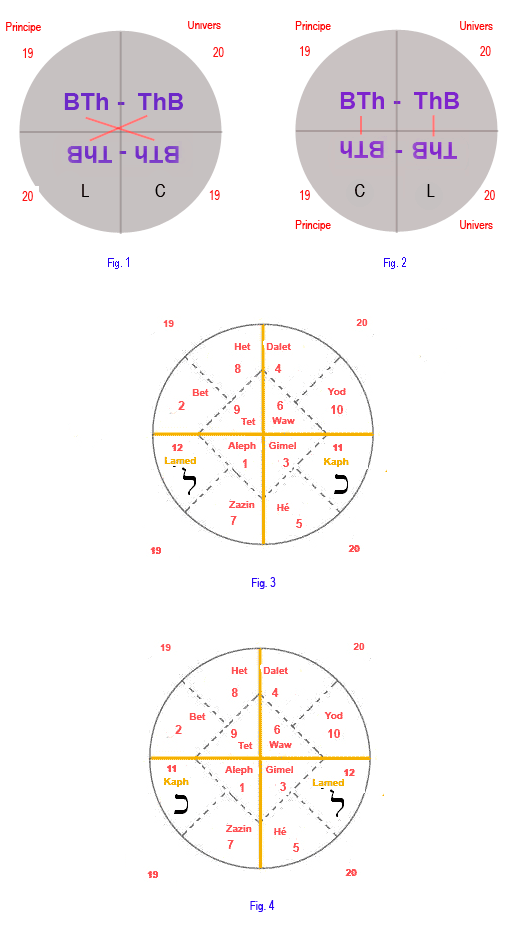 Principe Univers
19 20
BTh - ThB
BTh - ThB
L C
20 19
Fig. 1
Principe Univers
19 20
BTh - ThB
BTh - ThB
C L
19 20
Principe Univers
Fig. 2
19 20
Het Dalet
8 4
Bet Yod
2 9 6 10
Tet Waw
12 Aleph Gimel 11
Lamed 1 3 Kaph
ל כ
Zazin Hé
7 5
19 20
Fig. 3
19 20
Het Dalet
8 4
Bet Yod
2 9 6 10
Tet Waw
11 Aleph Gimel 12
Kaph 1 3 Lamed
כ ל
Zazin Hé
7 5
19 20
Fig. 4